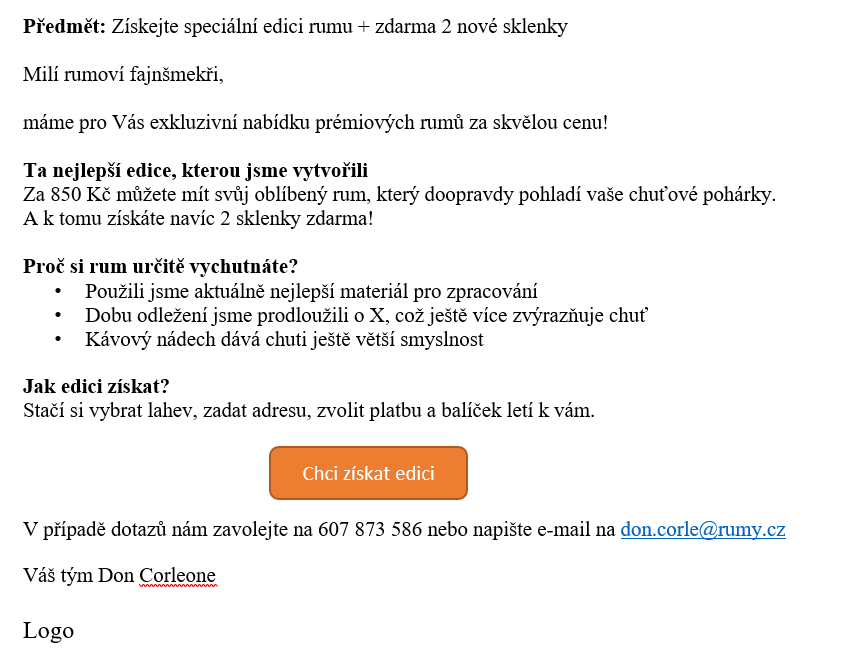 Předmět: Získejte speciální edici rumu + zdarma 2 nové sklenky
Milí rumoví fajnšmekři,
máme pro Vás exkluzivní nabídku prémiových rumů za skvělou cenu!
Ta nejlepší edice, kterou jsme vytvořili
Za 850 Kč můžete mít svůj oblíbený rum, který doopravdy pohladí vaše chuťové pohárky.
A k tomu získáte navíc 2 sklenky zdarma!
Proč si rum určitě vychutnáte?
• Použili jsme aktuálně nejlepší materiál pro zpracování
• Dobu odležení jsme prodloužili o X, což ještě více zvýrazňuje chuť
• Kávový nádech dává chuti ještě větší smyslnost
Jak edici získat?
Stačí si vybrat lahev, zadat adresu, zvolit platbu a balíček letí k vám.
Chci získat edici
V případě dotazů nám zavolejte na 607 873 586 nebo napište e-mail na don.corle@rumy.cz
Váš tým Don Corleone
Logo